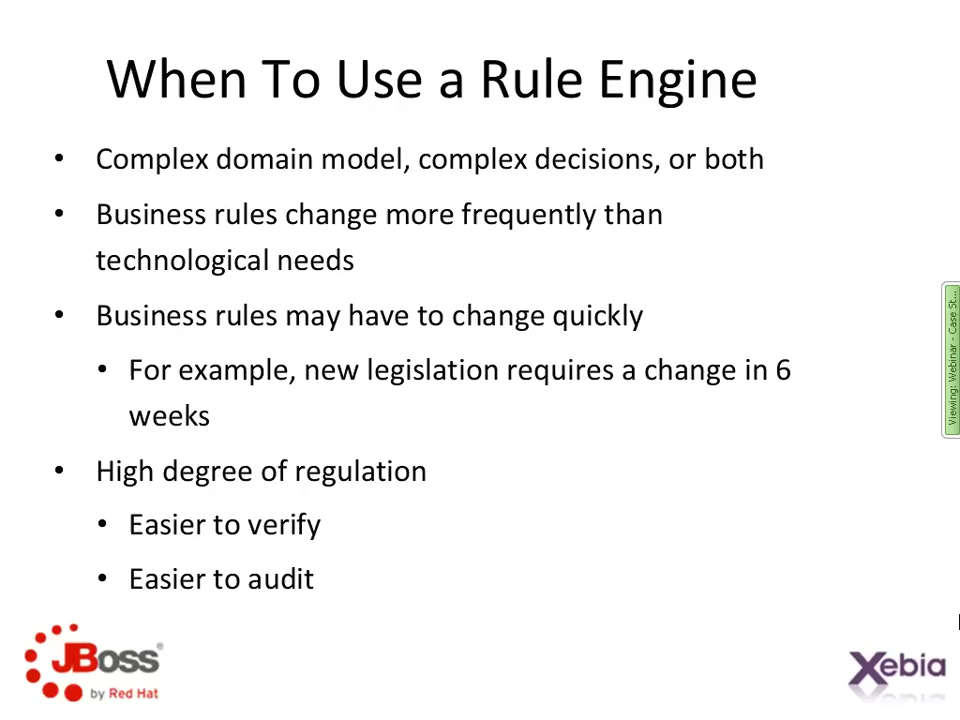 When To Use a Rule Engine
• Complex domain model, complex decisions, or both
• Business rules change more frequently than
technological needs
• Business rules may have to change quickly
• For example, new legislation requires a change in 6
weeks
• High degree of regulation
• Easier to verify
• Easier to audit
Viewing: Webinar - Case St...
JBoss®
by Red Hat
Xebia